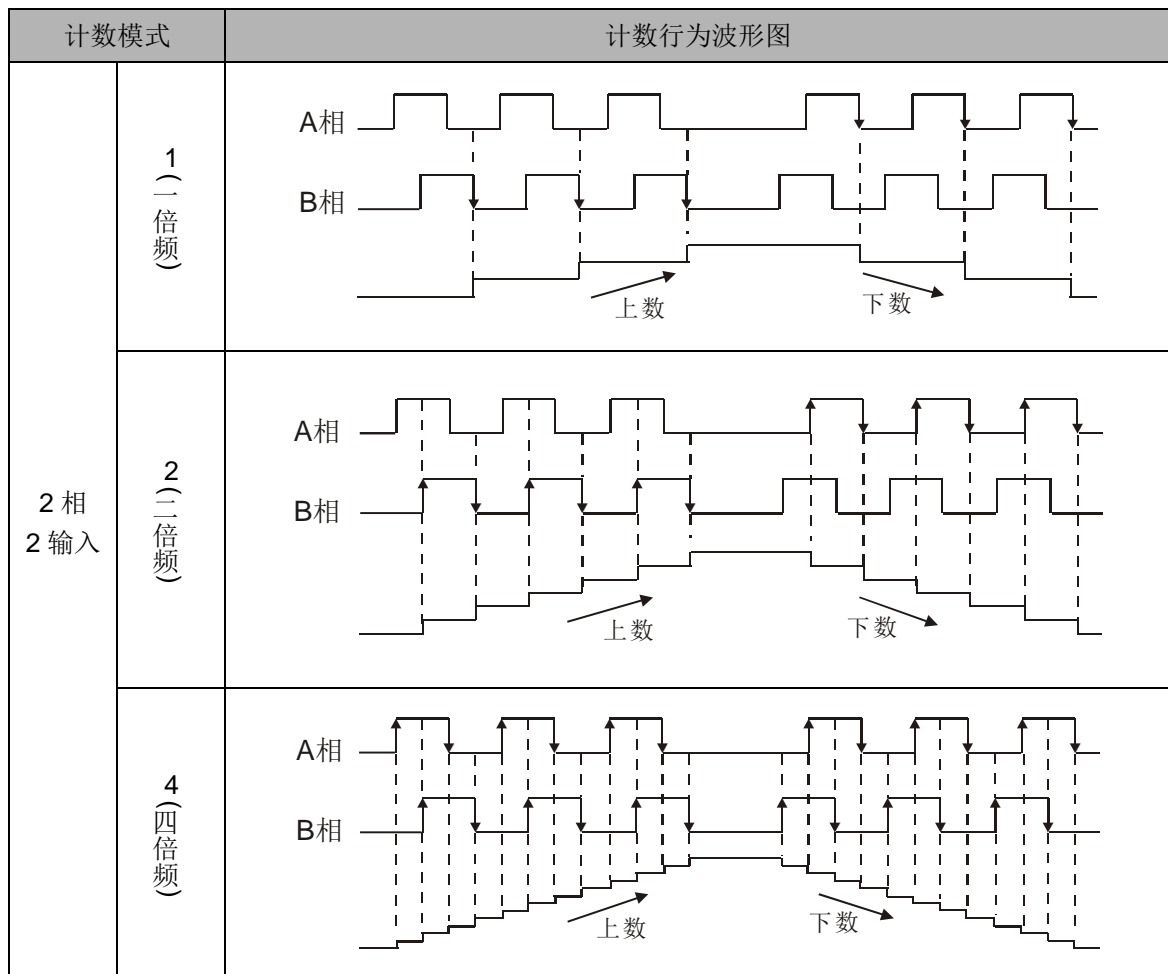 计数模式 计数行为波形图
2 相
2 输入
1(一倍频)
A相
B相
上数 下数
2(二倍频)
A相
B相
上数 下数
4(四倍频)
A相
B相
上数 下数